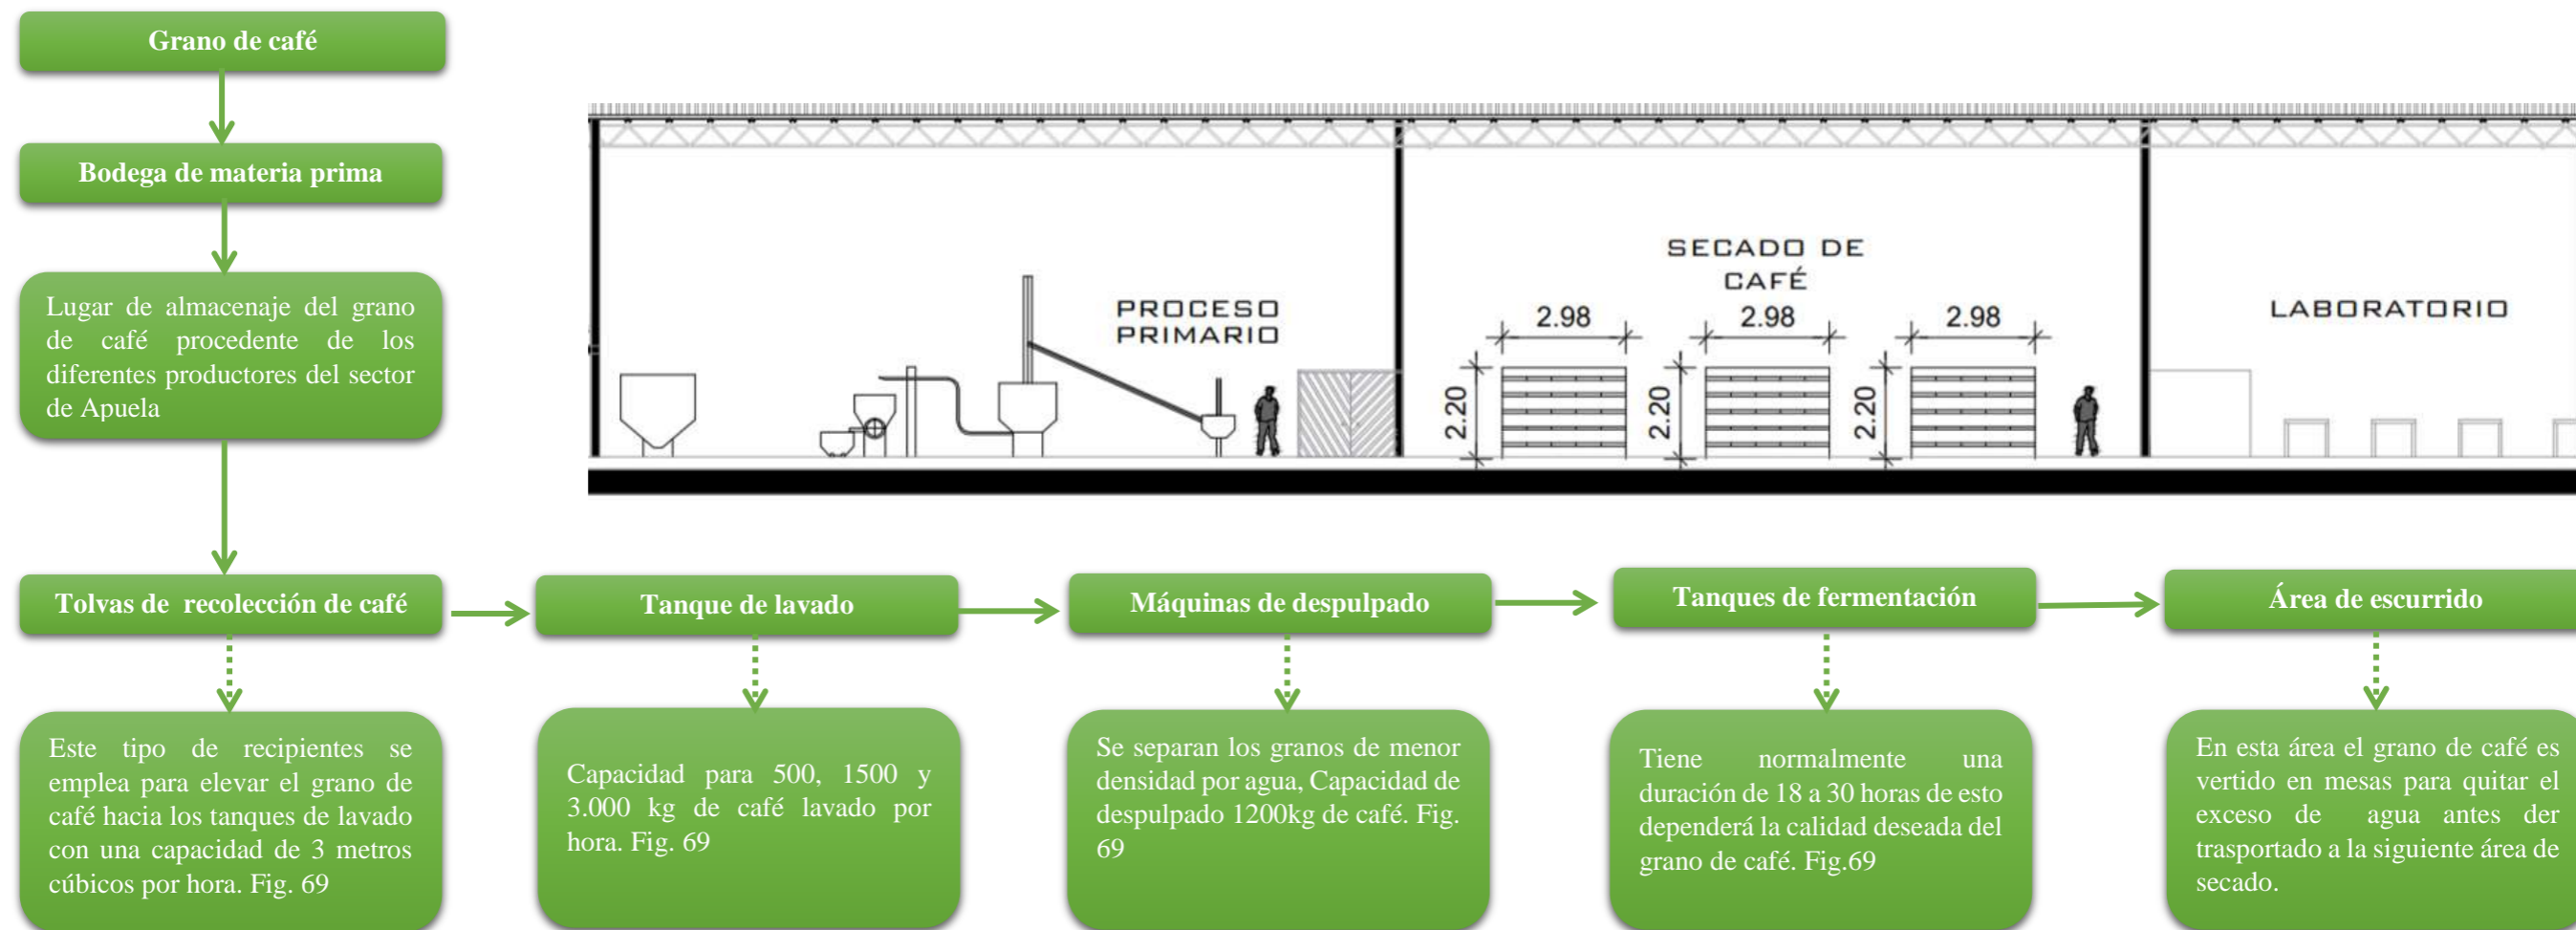 Grano de café
Bodega de materia prima
Lugar de almacenaje del grano
de café procedente de los
diferentes productores del sector
de Apuela
PROCESO
PRIMARIO
SECADO DE
CAFÉ
2.98
2.98
2.98
2.20
2.20
2.20
LABORATORIO
Tolvas de recolección de café
Tanque de lavado
Máquinas de despulpado
Tanques de fermentación
Área de escurrido
Este tipo de recipientes se
emplea para elevar el grano de
café hacia los tanques de lavado
con una capacidad de 3 metros
cúbicos por hora. Fig. 69
Capacidad para 500, 1500 y
3.000 kg de café lavado por
hora. Fig. 69
Se separan los granos de menor
densidad por agua, Capacidad de
despulpado 1200kg de café. Fig.
69
Tiene normalmente una
duración de 18 a 30 horas de esto
dependerá la calidad deseada del
grano de café. Fig.69
En esta área el grano de café es
vertido en mesas para quitar el
exceso de agua antes der
trasportado a la siguiente área de
secado.